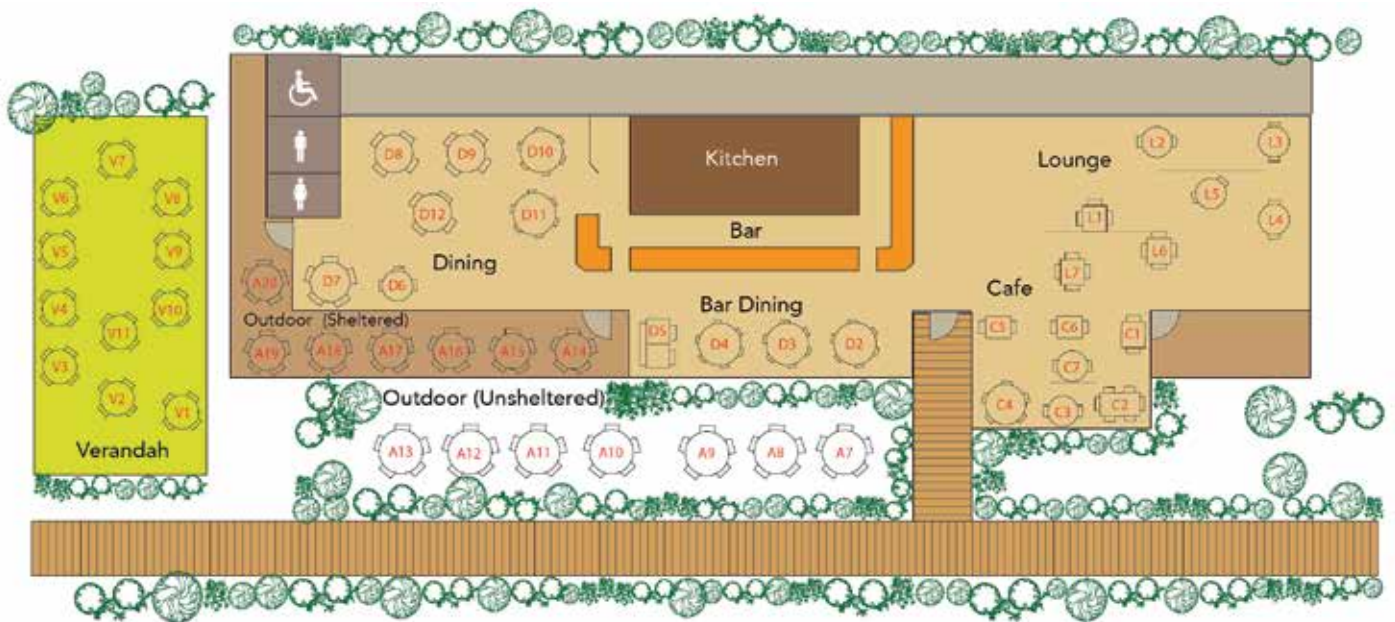 L2
L3
V7
D8
D9
D10
Kitchen
Lounge
V6
V8
D12
D11
L1
L5
L4
Bar
V5
V9
Dining
L6
A20
D7
D6
L7
Cafe
V4
V10
Bar Dining
Outdoor (Sheltered)
V11
D5
C5
C6
C1
A19
A18
A17
A16
A15
A14
D4
D3
D2
V3
C7
V2
Outdoor (Unsheltered)
V1
C4
C3
C2
Verandah
A13
A12
A11
A10
A9
A8
A7